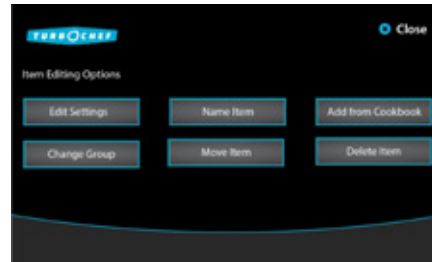 TURBOCHEF
Close
Item Editing Options
Edit Settings
Name Item
Add from Cookbook
Change Group
Move Item
Delete Item